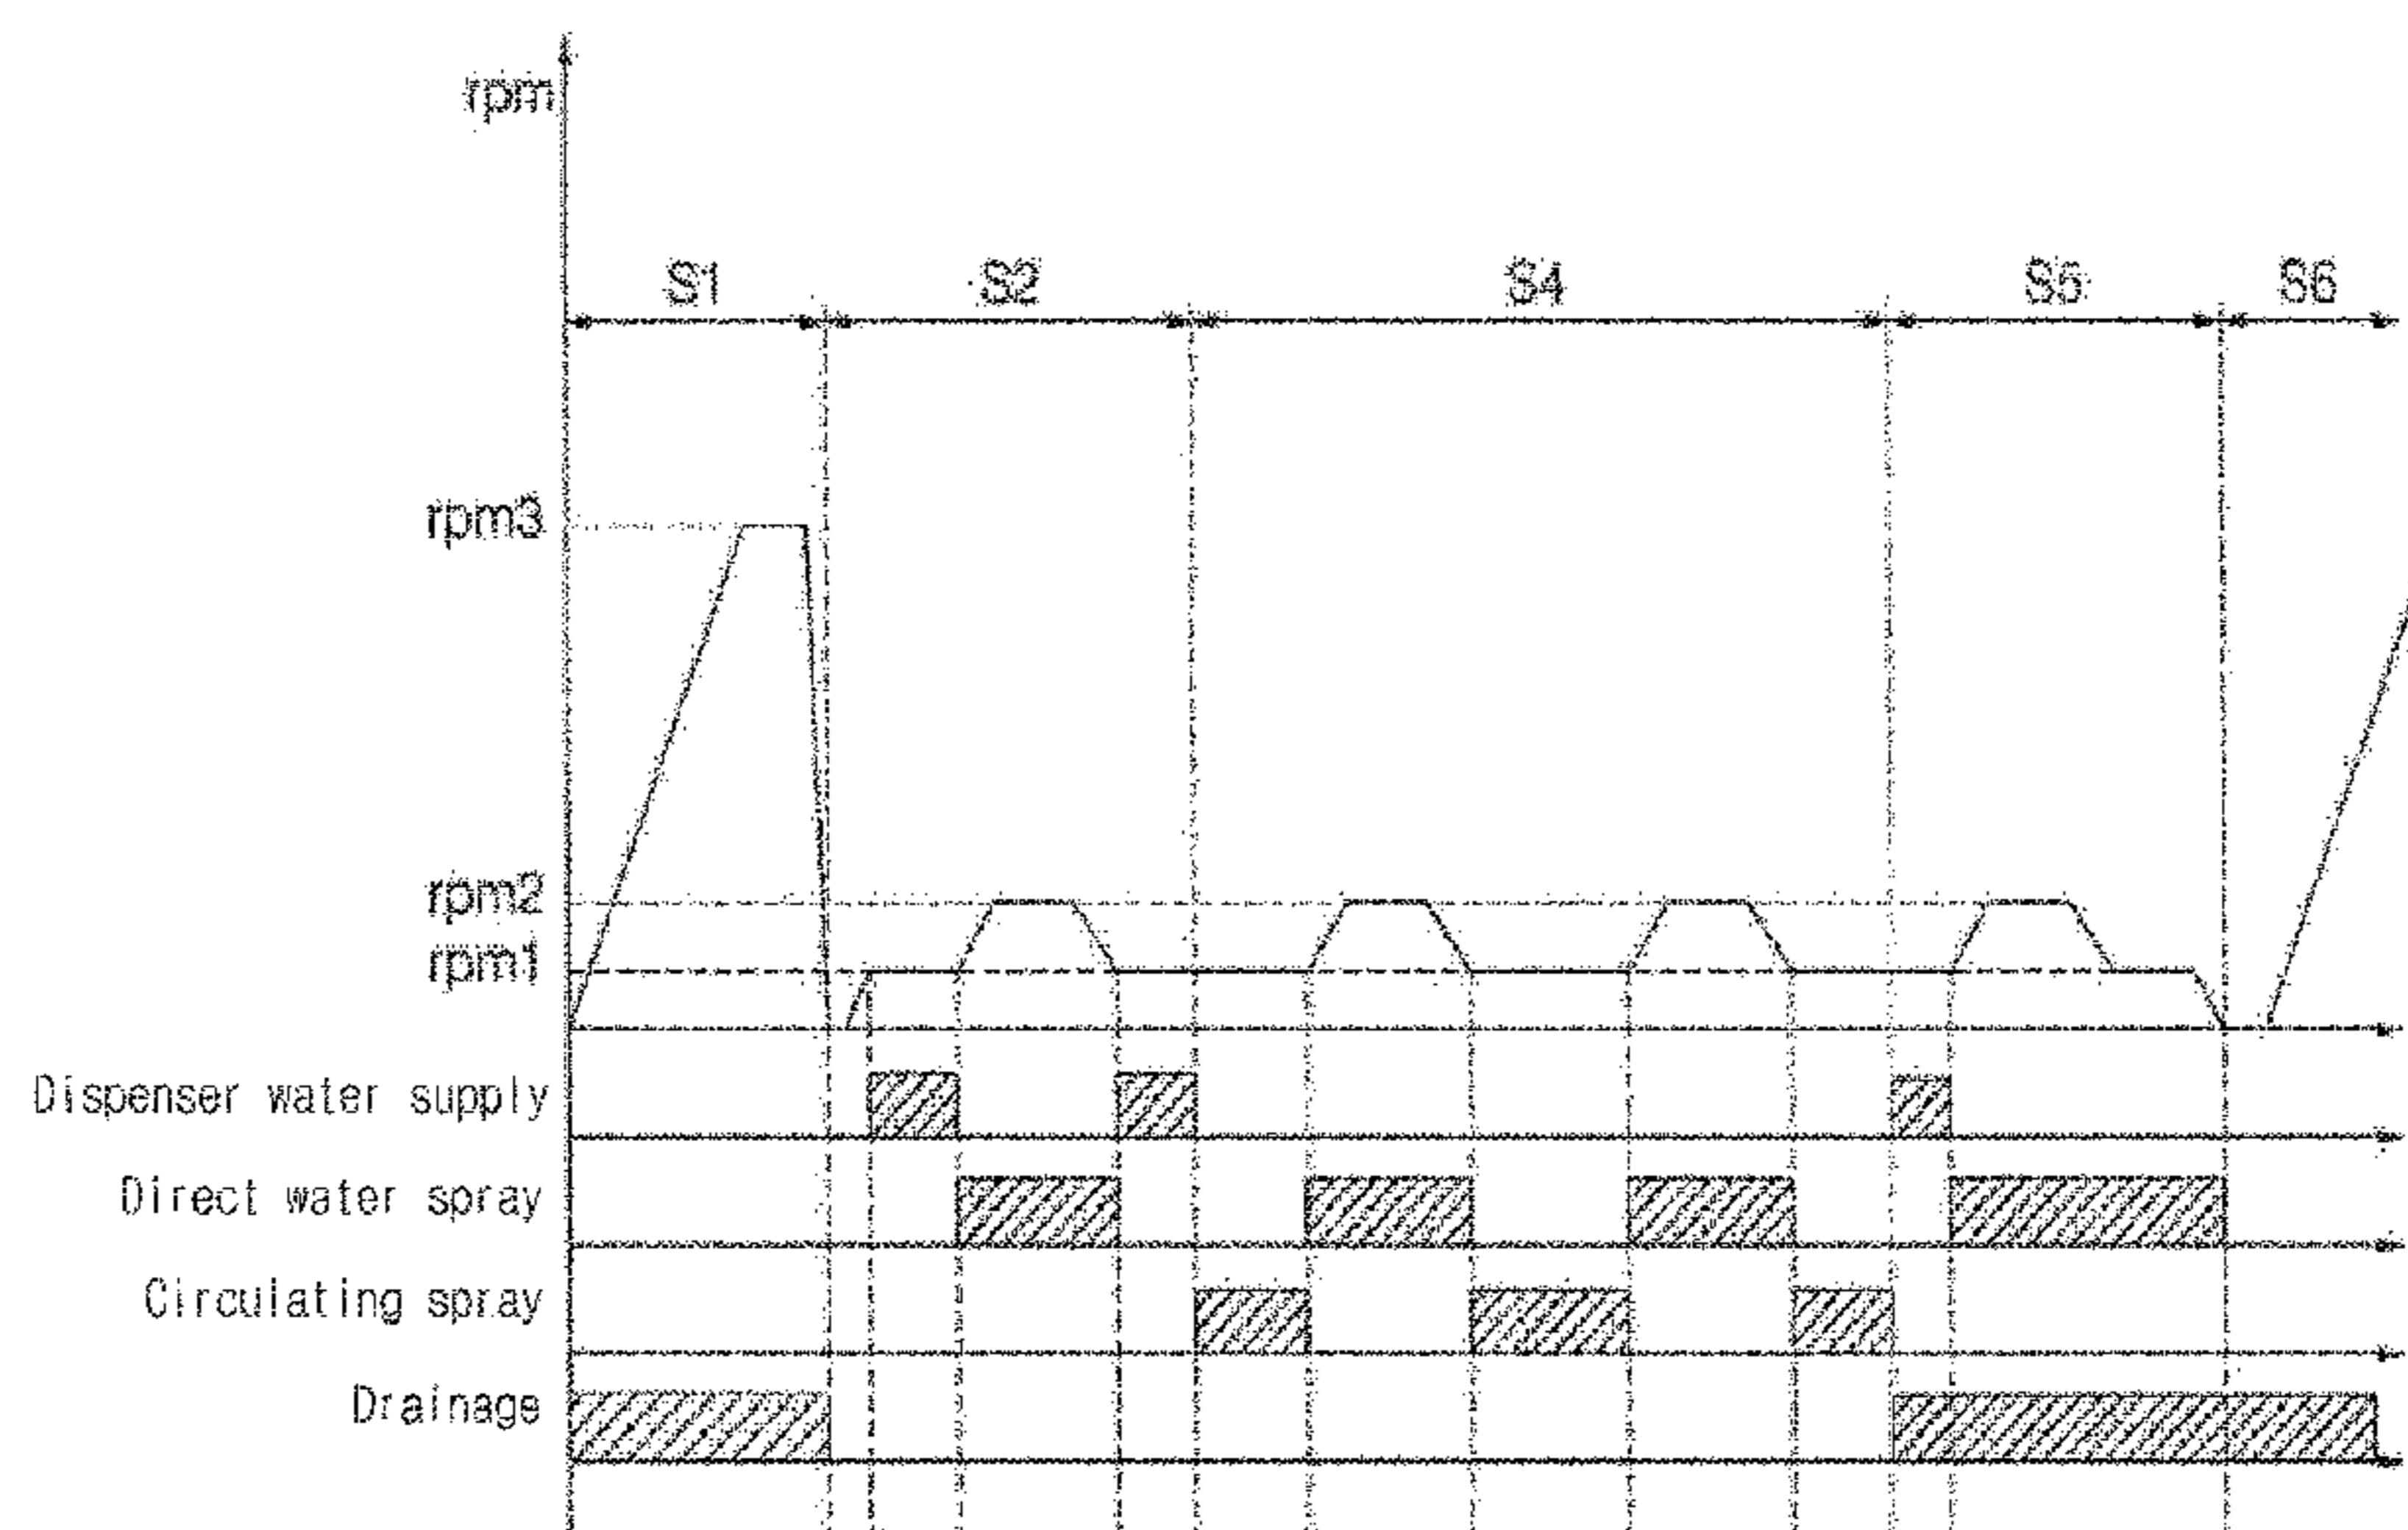 rpm
S1 S2 S4 S5 S6
rpm3
rpm2
rpm1
Dispenser water supply
Direct water spray
Circulating spray
Drainage